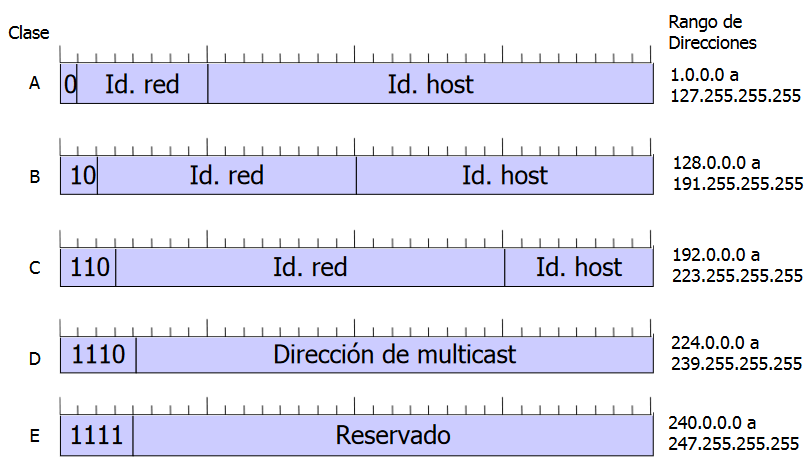 Clase
Rango de
Direcciones
A
0
Id. red
Id. host
1.0.0.0 a
127.255.255.255
B
10
Id. red
Id. host
128.0.0.0 a
191.255.255.255
C
110
Id. red
Id. host
192.0.0.0 a
223.255.255.255
D
1110
Dirección de multicast
224.0.0.0 a
239.255.255.255
E
1111
Reservado
240.0.0.0 a
247.255.255.255